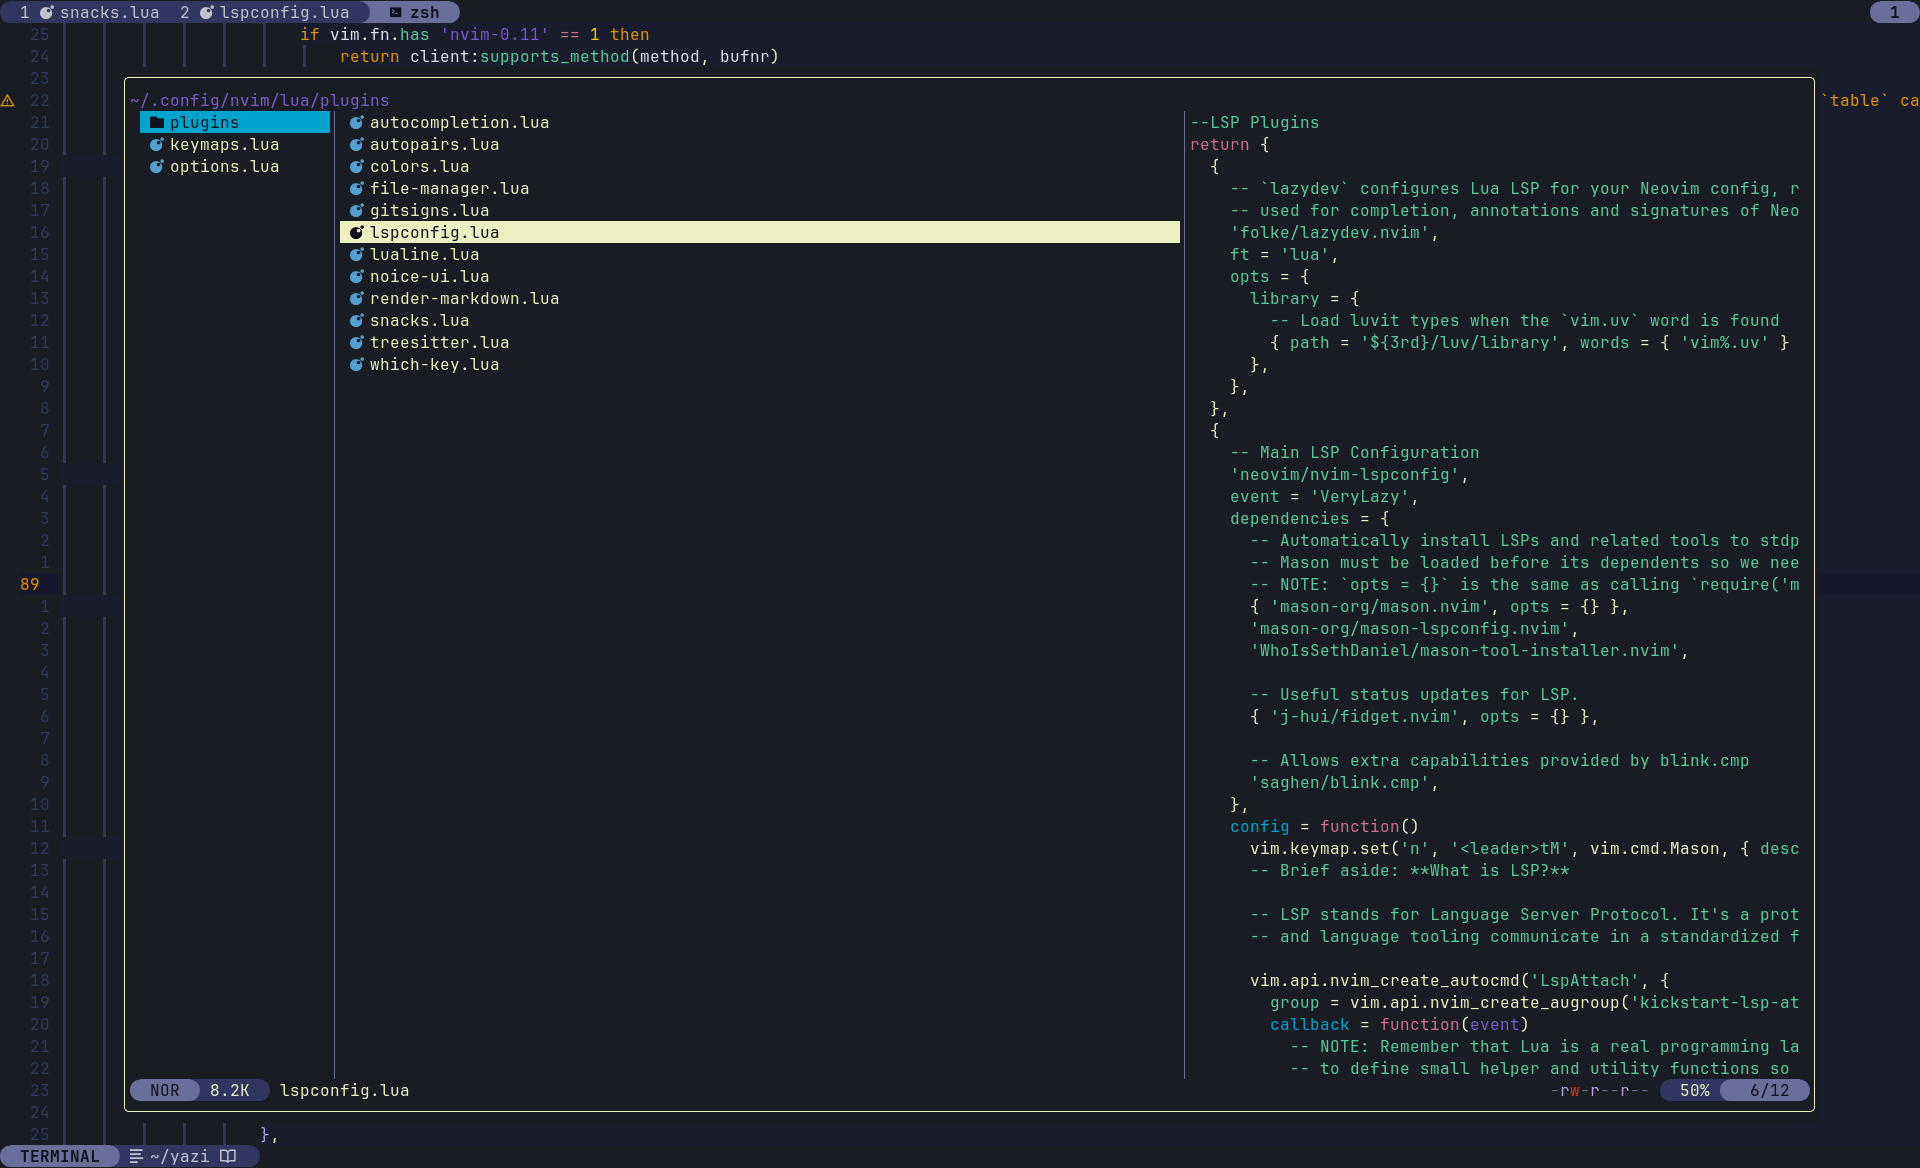 1 snacks.lua 2 lspconfig.lua zsh 1
25 if vim.fn.has 'nvim-0.11' == 1 then
24 return client:supports_method(method, bufnr)
23
22 ~/.config/nvim/lua/plugins `table` ca
21 plugins autocompletion.lua --LSP Plugins
20 keymaps.lua autopairs.lua return {
19 options.lua colors.lua {
18 file-manager.lua -- `lazydev` configures Lua LSP for your Neovim config, r
17 gitsigns.lua -- used for completion, annotations and signatures of Neo
16 lspconfig.lua 'folke/lazydev.nvim',
15 lualine.lua ft = 'lua',
14 noice-ui.lua opts = {
13 render-markdown.lua library = {
12 snacks.lua -- Load luvit types when the `vim.uv` word is found
11 treesitter.lua { path = '${3rd}/luv/library', words = { 'vim%.uv' }
10 which-key.lua },
9 },
8 },
7 {
6 -- Main LSP Configuration
5 'neovim/nvim-lspconfig',
4 event = 'VeryLazy',
3 dependencies = {
2 -- Automatically install LSPs and related tools to stdp
1 -- Mason must be loaded before its dependents so we nee
89 -- NOTE: `opts = {}` is the same as calling `require('m
1 { 'mason-org/mason.nvim', opts = {} },
2 'mason-org/mason-lspconfig.nvim',
3 'WhoIsSethDaniel/mason-tool-installer.nvim',
4
5 -- Useful status updates for LSP.
6 { 'j-hui/fidget.nvim', opts = {} },
7
8 -- Allows extra capabilities provided by blink.cmp
9 'saghen/blink.cmp',
10 },
11 config = function()
12 vim.keymap.set('n', '<leader>tM', vim.cmd.Mason, { desc
13 -- Brief aside: **What is LSP?**
14
15 -- LSP stands for Language Server Protocol. It's a prot
16 -- and language tooling communicate in a standardized f
17
18 vim.api.nvim_create_autocmd('LspAttach', {
19 group = vim.api.nvim_create_augroup('kickstart-lsp-at
20 callback = function(event)
21 -- NOTE: Remember that Lua is a real programming la
22 -- to define small helper and utility functions so
23 NOR 8.2K lspconfig.lua -rw-r--r-- 50% 6/12
24
25 },
TERMINAL ~/yazi